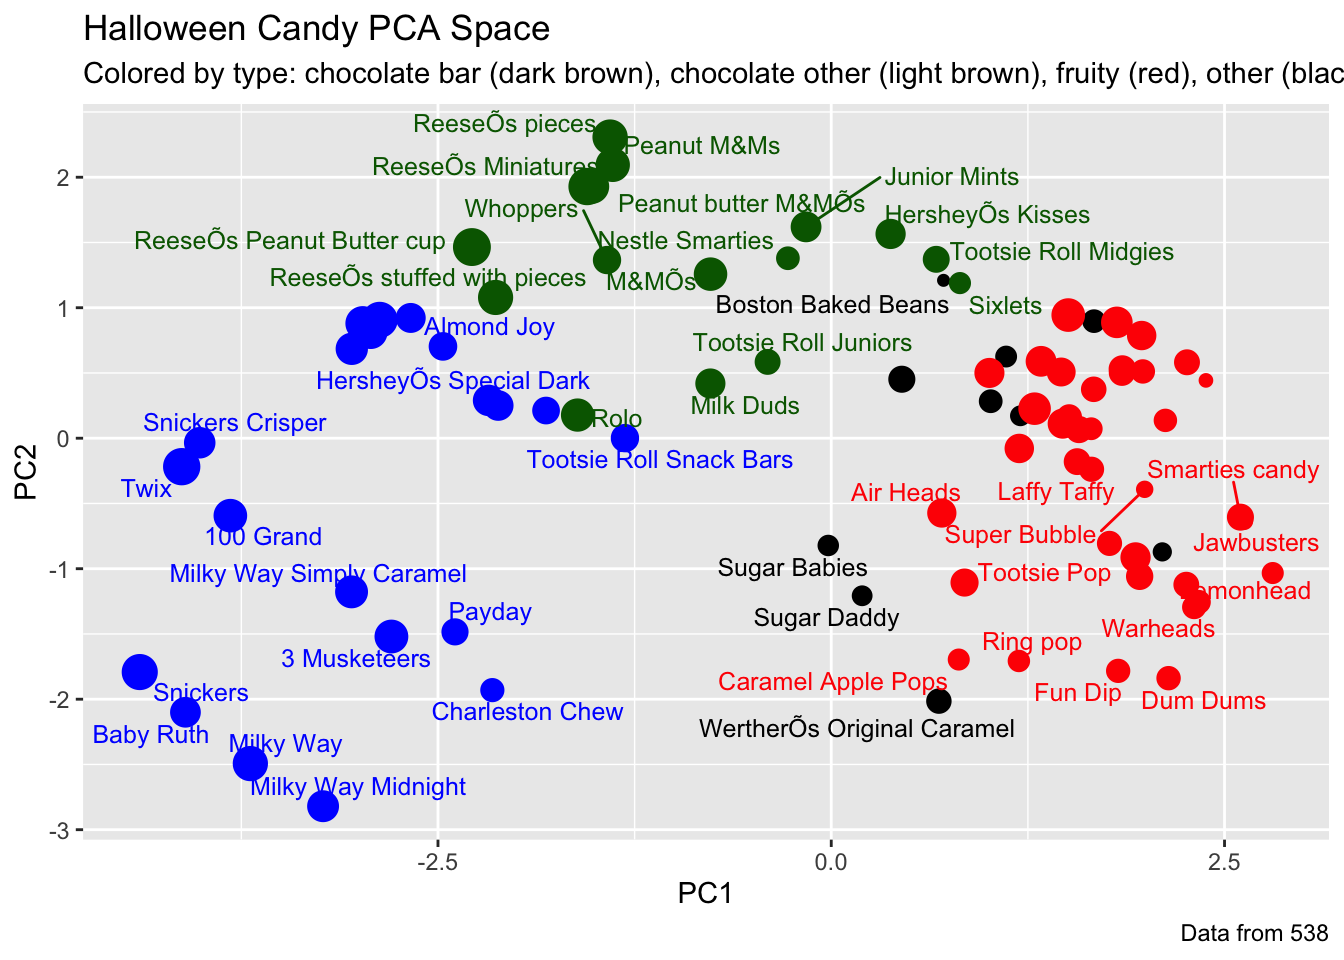 Halloween Candy PCA Space
Colored by type: chocolate bar (dark brown), chocolate other (light brown), fruity (red), other (blac
ReeseÕs pieces
Peanut M&Ms
ReeseÕs Miniatures
Junior Mints
Whoppers
Peanut butter M&MÕs
HersheyÕs Kisses
ReeseÕs Peanut Butter cup
Nestle Smarties
Tootsie Roll Midgies
ReeseÕs stuffed with pieces
M&MÕs
Boston Baked Beans
Sixlets
Almond Joy
Tootsie Roll Juniors
HersheyÕs Special Dark
Milk Duds
Snickers Crisper
Rolo
Tootsie Roll Snack Bars
Smarties candy
Twix
Air Heads
Laffy Taffy
100 Grand
Super Bubble
Jawbusters
Milky Way Simply Caramel
Sugar Babies
Tootsie Pop
Lemonhead
Payday
Sugar Daddy
Warheads
3 Musketeers
Ring pop
Snickers
Caramel Apple Pops
Fun Dip
Dum Dums
Charleston Chew
Baby Ruth
WertherÕs Original Caramel
Milky Way
Milky Way Midnight
2
1
0
-1
-2
-3
PC2
-2.5
0.0
2.5
PC1
Data from 538